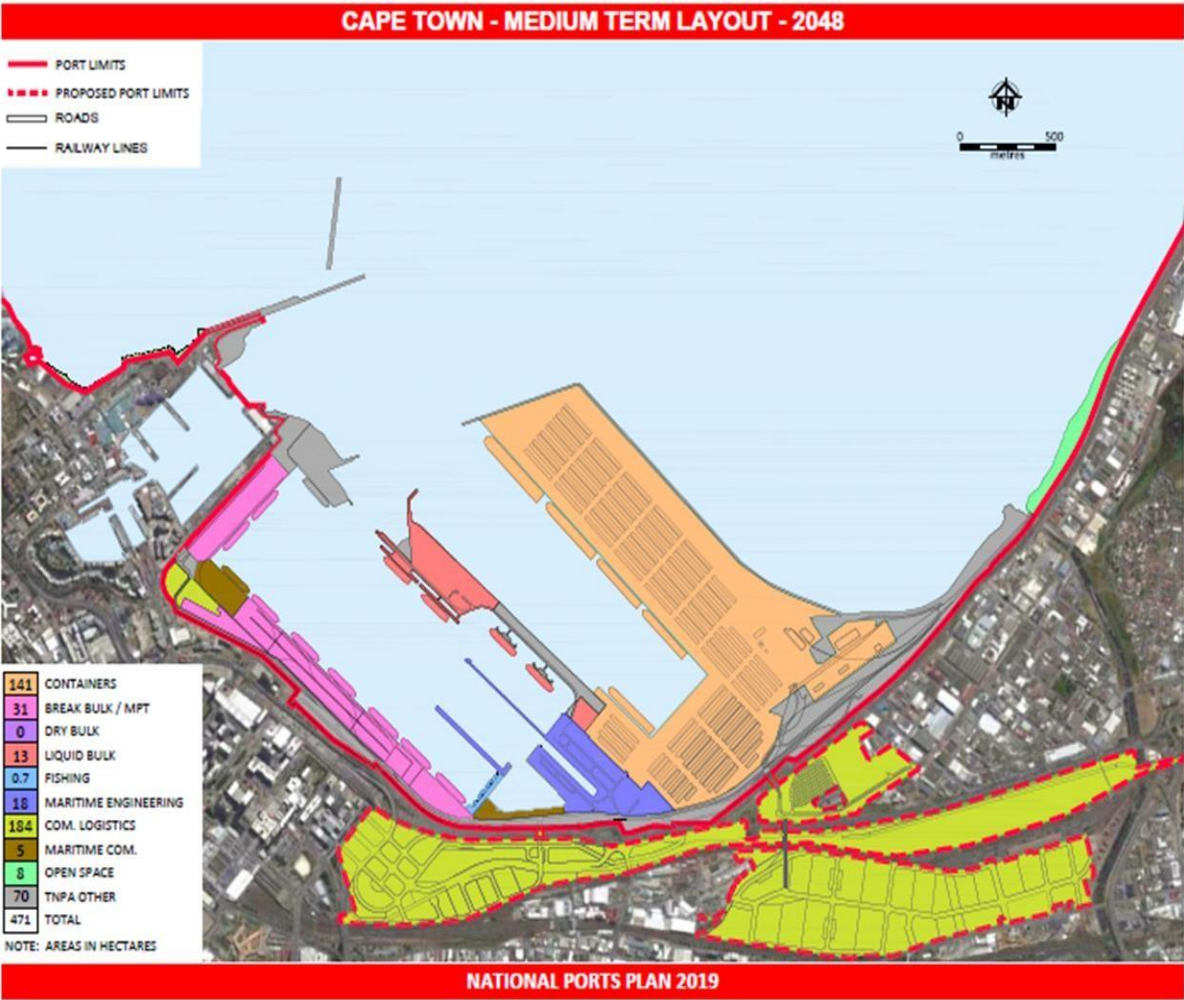 CAPE TOWN - MEDIUM TERM LAYOUT - 2048
PORT LIMITS
PROPOSED PORT LIMITS
ROADS
RAILWAY LINES
N
0 500
metres
141 CONTAINERS
31 BREAK BULK / MPT
0 DRY BULK
13 LIQUID BULK
0.7 FISHING
18 MARITIME ENGINEERING
184 COM. LOGISTICS
5 MARITIME COM.
8 OPEN SPACE
70 TNPA OTHER
471 TOTAL
NOTE: AREAS IN HECTARES
NATIONAL PORTS PLAN 2019